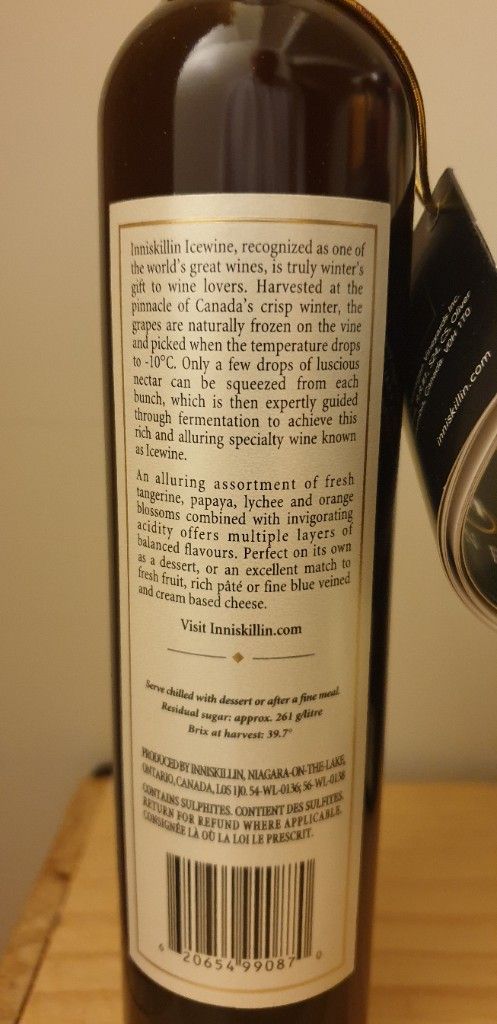 Inniskillin Icewine, recognized as one of
the world's great wines, is truly winter's
gift to wine lovers. Harvested at the
pinnacle of Canada's crisp winter, the
grapes are naturally frozen on the vine
and picked when the temperature drops
to -10°C. Only a few drops of luscious
nectar can be squeezed from each
bunch, which is then expertly guided
through fermentation to achieve this
rich and alluring specialty wine known
as Icewine.
An alluring assortment of fresh
tangerine, papaya, lychee and orange
blossoms combined with invigorating
acidity offers multiple layers of
balanced flavours. Perfect on its own
as a dessert, or an excellent match to
fresh fruit, rich pâté or fine blue veined
and cream based cheese.
Visit Inniskillin.com
Serve chilled with dessert or after a fine meal.
Residual sugar: approx. 261 g/litre
Brix at harvest: 39.7°
PRODUCED BY INNISKILLIN, NIAGARA-ON-THE-LAKE,
ONTARIO, CANADA, L0S 1J0. 54-WL-0136; 56-WL-0138
CONTAINS SULPHITES. CONTIENT DES SULFITES.
RETURN FOR REFUND WHERE APPLICABLE.
CONSIGNÉE LÀ OÙ LA LOI LE PRESCRIT.
6 20654 99087 0
Inc.
Oliver
V0H 1T0
inniskillin.com